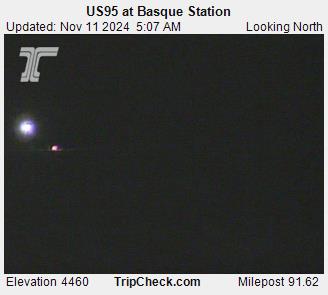 US95 at Basque Station
Updated: Nov 11 2024 5:07 AM Looking North
Elevation 4460 TripCheck.com Milepost 91.62